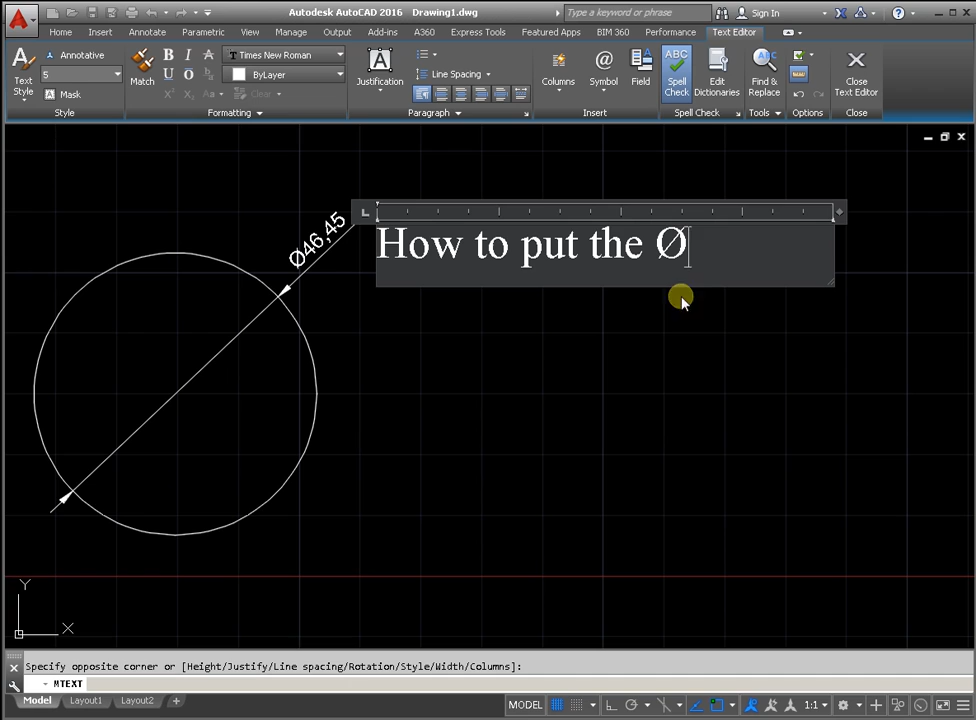 Autodesk AutoCAD 2016 Drawing1.dwg
Type a keyword or phrase
Sign In
Home Insert Annotate Parametric View Manage Output Add-ins A360 Express Tools Featured Apps BIM 360 Performance Text Editor
Text Style
Annotative
5
Mask
Style
Match
B I
U O
Times New Roman
ByLayer
Clear
Formatting
A
Justification
Line Spacing
Paragraph
Columns
@
Symbol
Field
Insert
ABC
Spell Check
Edit Dictionaries
Spell Check
Find & Replace
Tools
Options
Close Text Editor
Close
Ø46,45
How to put the Ø
Y
X
Specify opposite corner or [Height/Justify/Line spacing/Rotation/Style/Width/Columns]:
MTEXT
Model Layout1 Layout2 +
MODEL
1:1